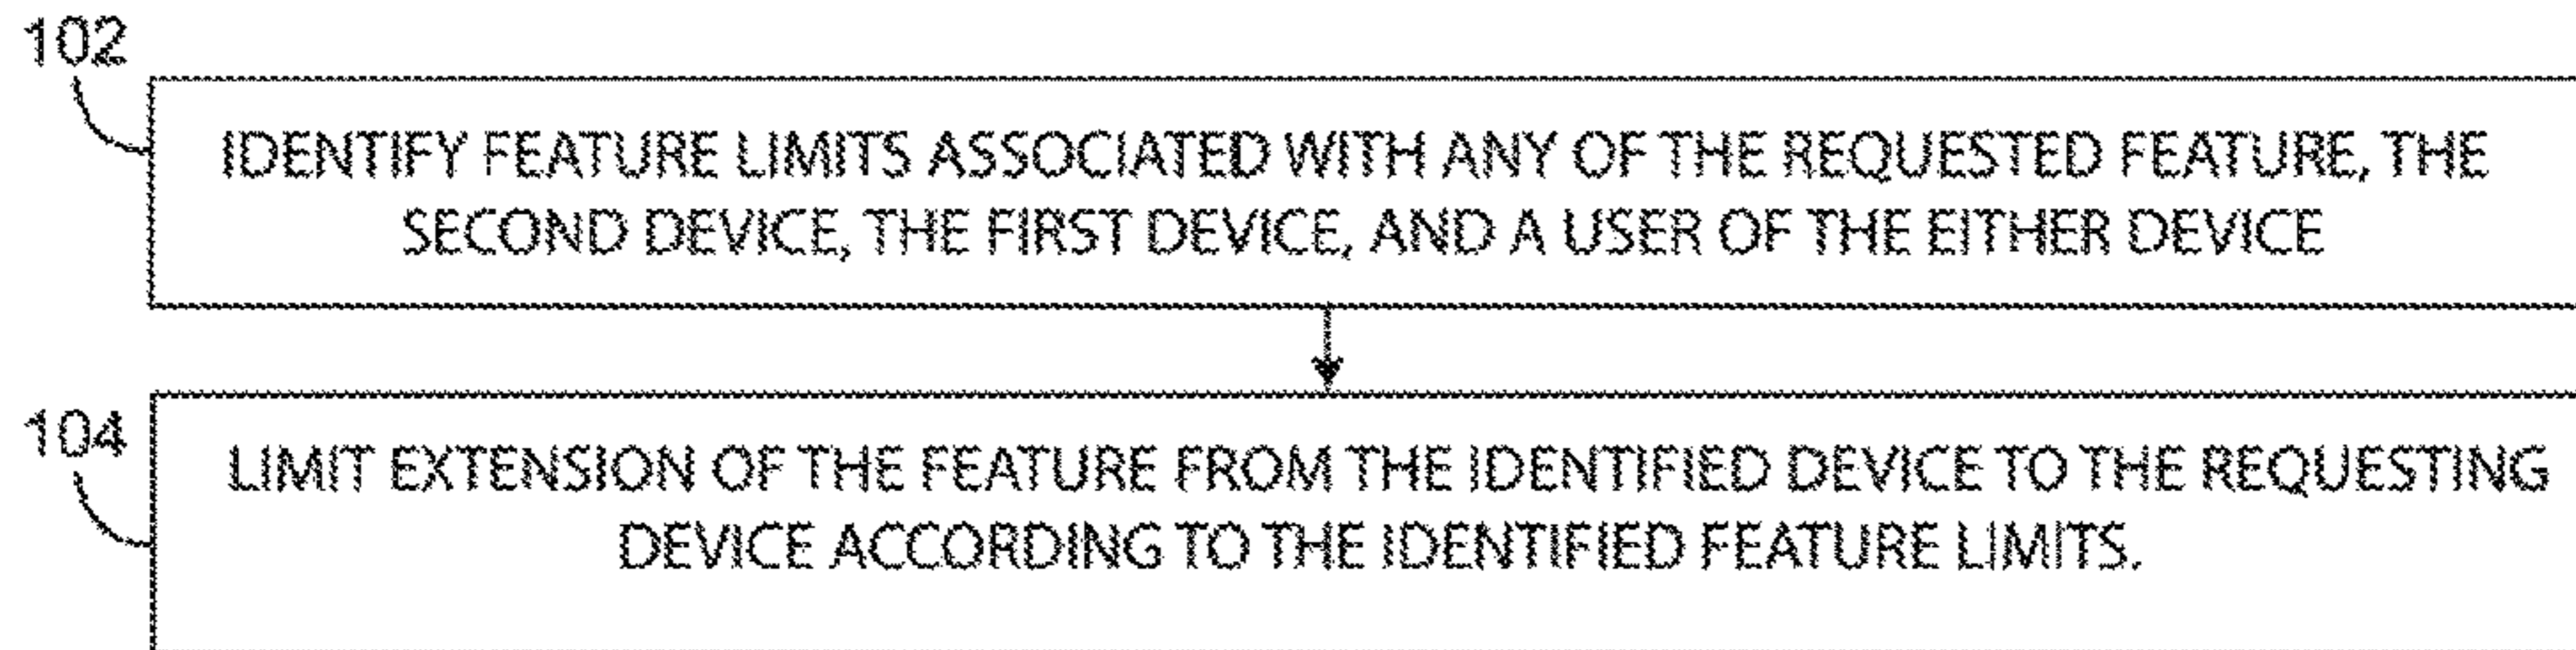 102
IDENTIFY FEATURE LIMITS ASSOCIATED WITH ANY OF THE REQUESTED FEATURE, THE
SECOND DEVICE, THE FIRST DEVICE, AND A USER OF THE EITHER DEVICE
104
LIMIT EXTENSION OF THE FEATURE FROM THE IDENTIFIED DEVICE TO THE REQUESTING
DEVICE ACCORDING TO THE IDENTIFIED FEATURE LIMITS.